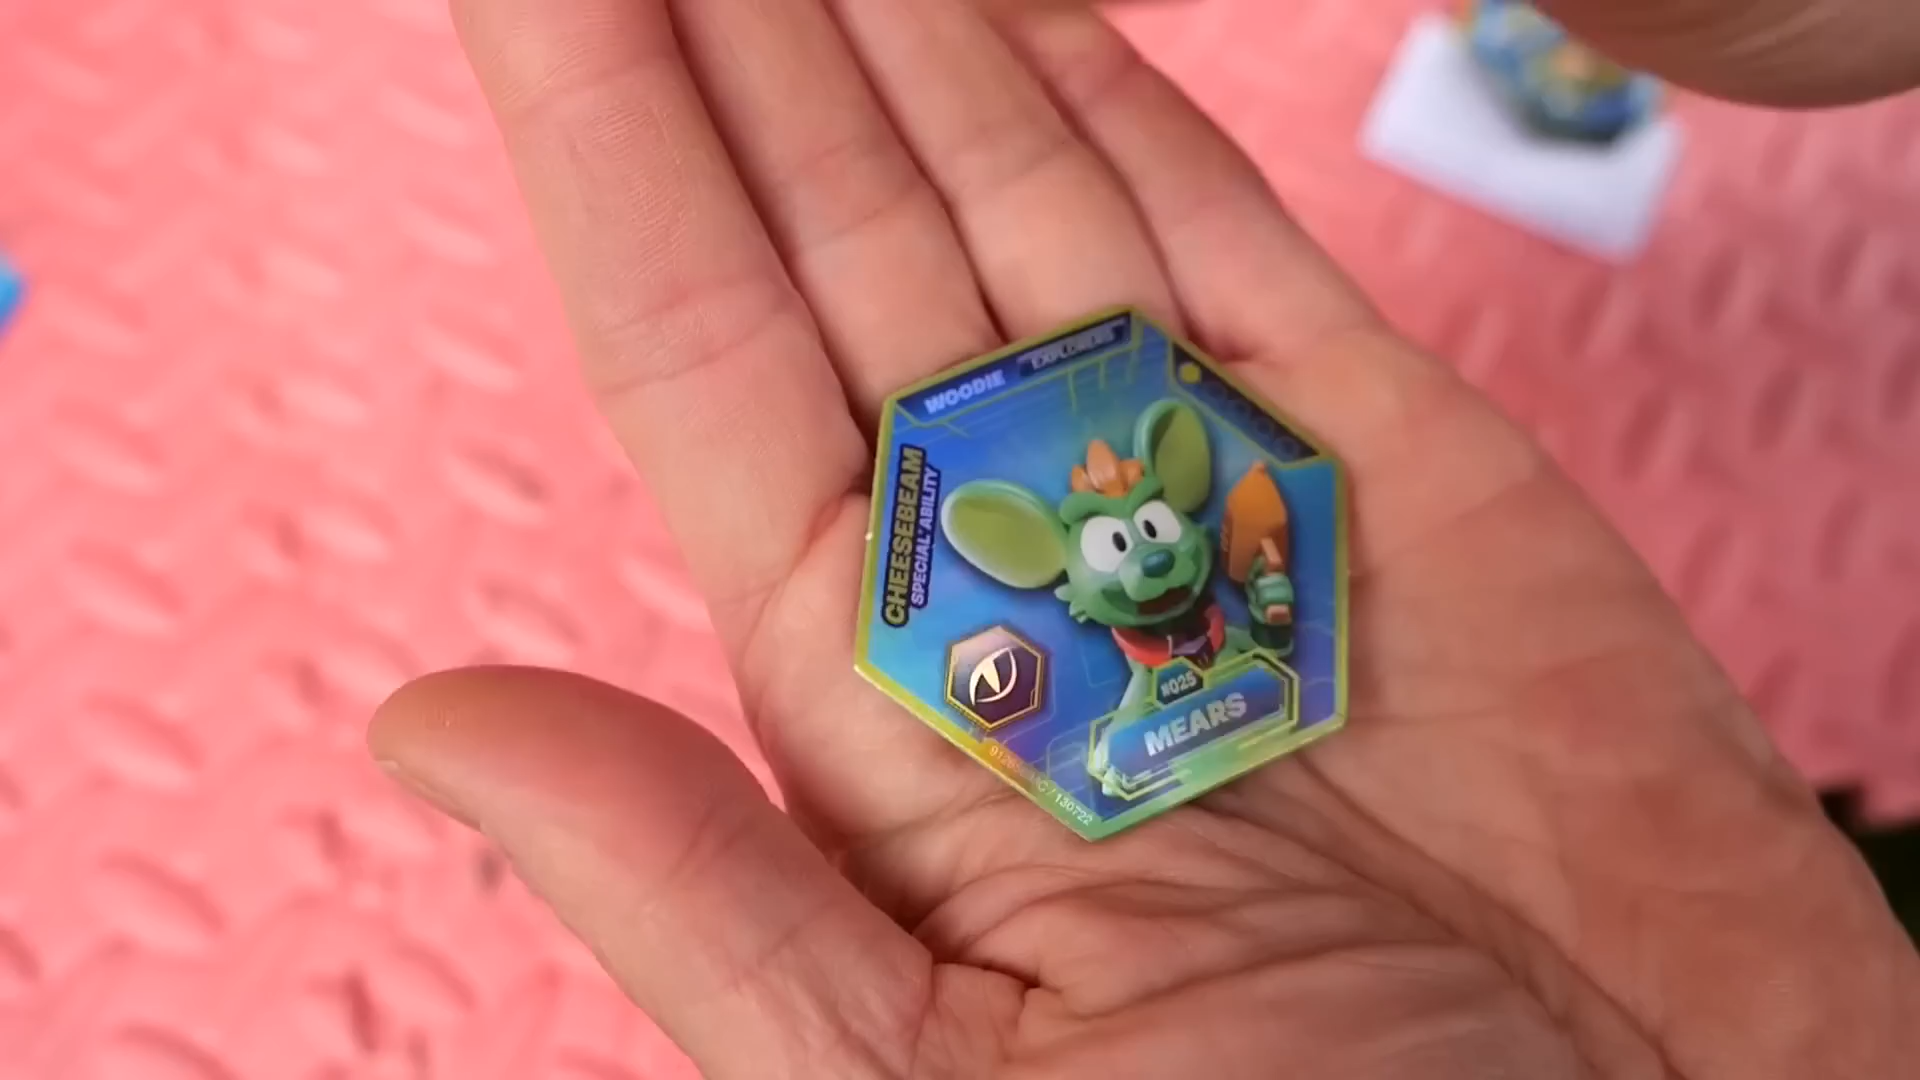 WOODIE EXPLORERS
CHEESEBEAM
SPECIAL ABILITY
#025
MEARS
130722